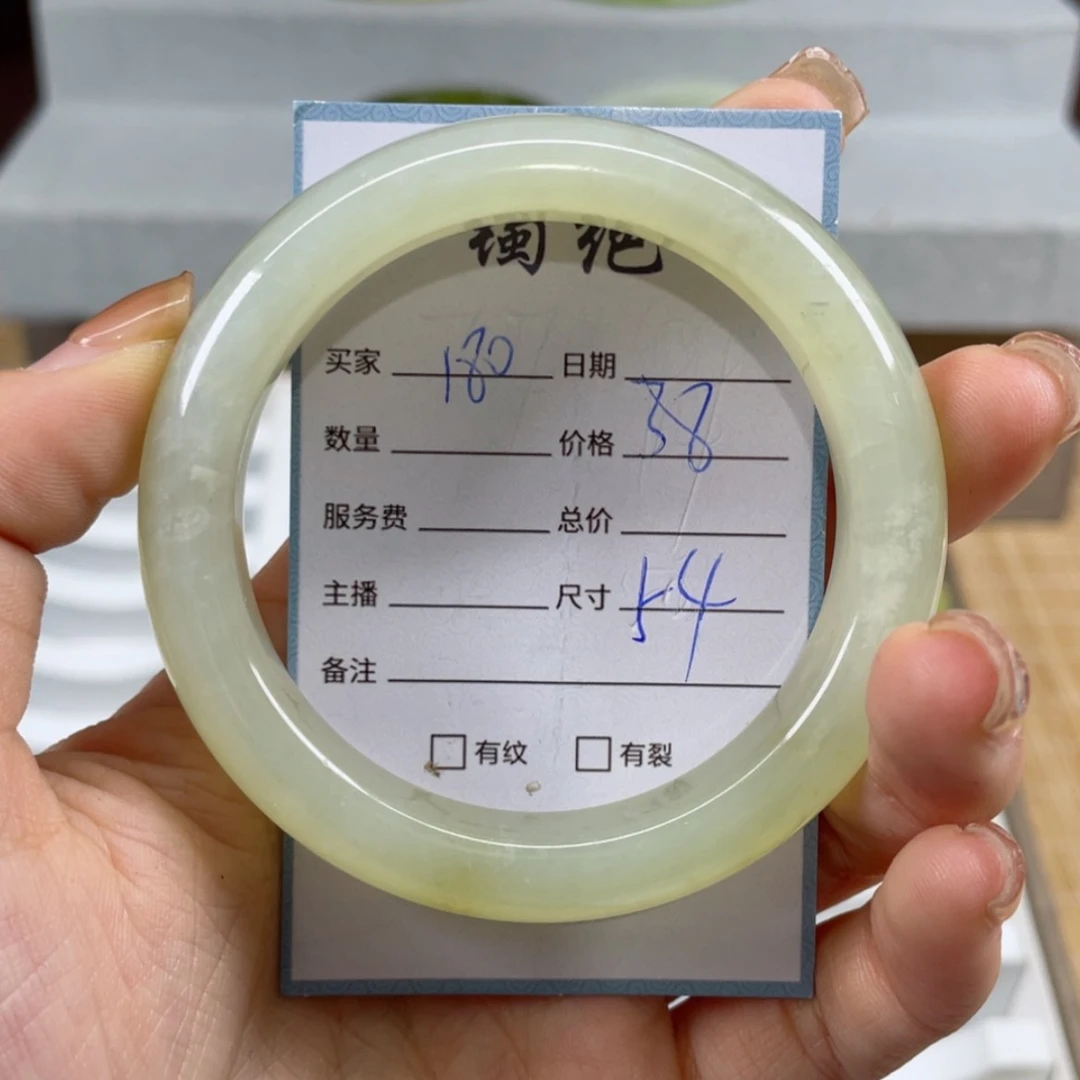 买家 180 日期
数量 价格 38
服务费 总价
主播 尺寸 54
备注
有纹 有裂